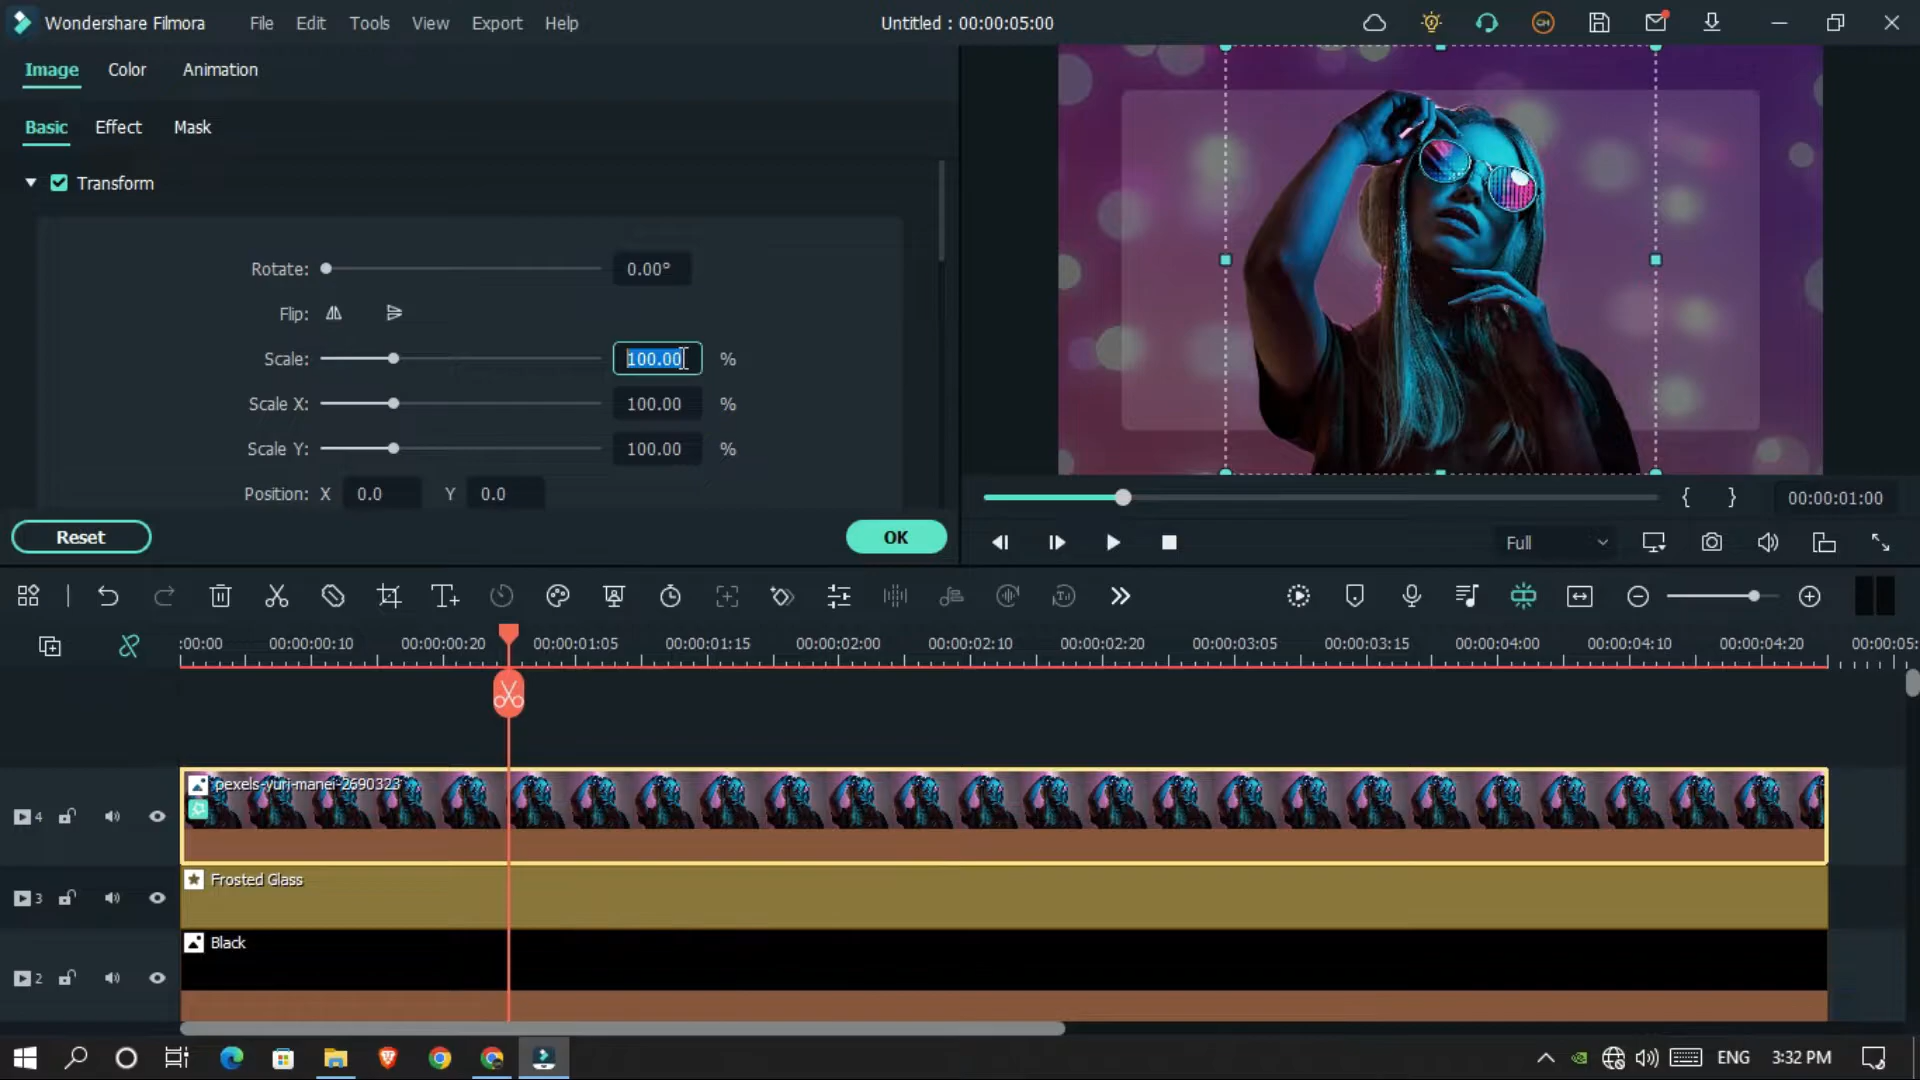 Wondershare Filmora File Edit Tools View Export Help Untitled : 00:00:05:00 CH
Image Color Animation
Basic Effect Mask
Transform
Rotate: 0.00°
Flip:
Scale: 100.00 %
Scale X: 100.00 %
Scale Y: 100.00 %
Position: X 0.0 Y 0.0
Reset OK
{ } 00:00:01:00
Full
:00:00 00:00:00:10 00:00:00:20 00:00:01:05 00:00:01:15 00:00:02:00 00:00:02:10 00:00:02:20 00:00:03:05 00:00:03:15 00:00:04:00 00:00:04:10 00:00:04:20 00:00:05:
pexels-yuri-manei-2690323
4
Frosted Glass
3
Black
2
ENG 3:32 PM